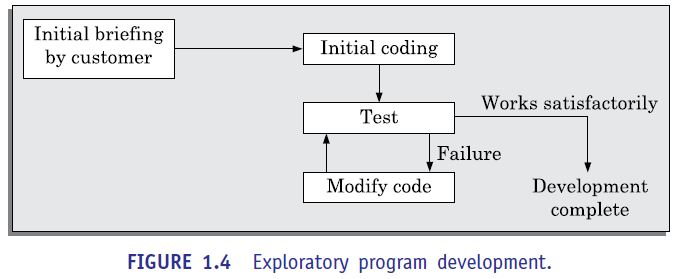 Initial briefing
by customer
Initial coding
Test
Works satisfactorily
Failure
Modify code
Development
complete
FIGURE 1.4 Exploratory program development.